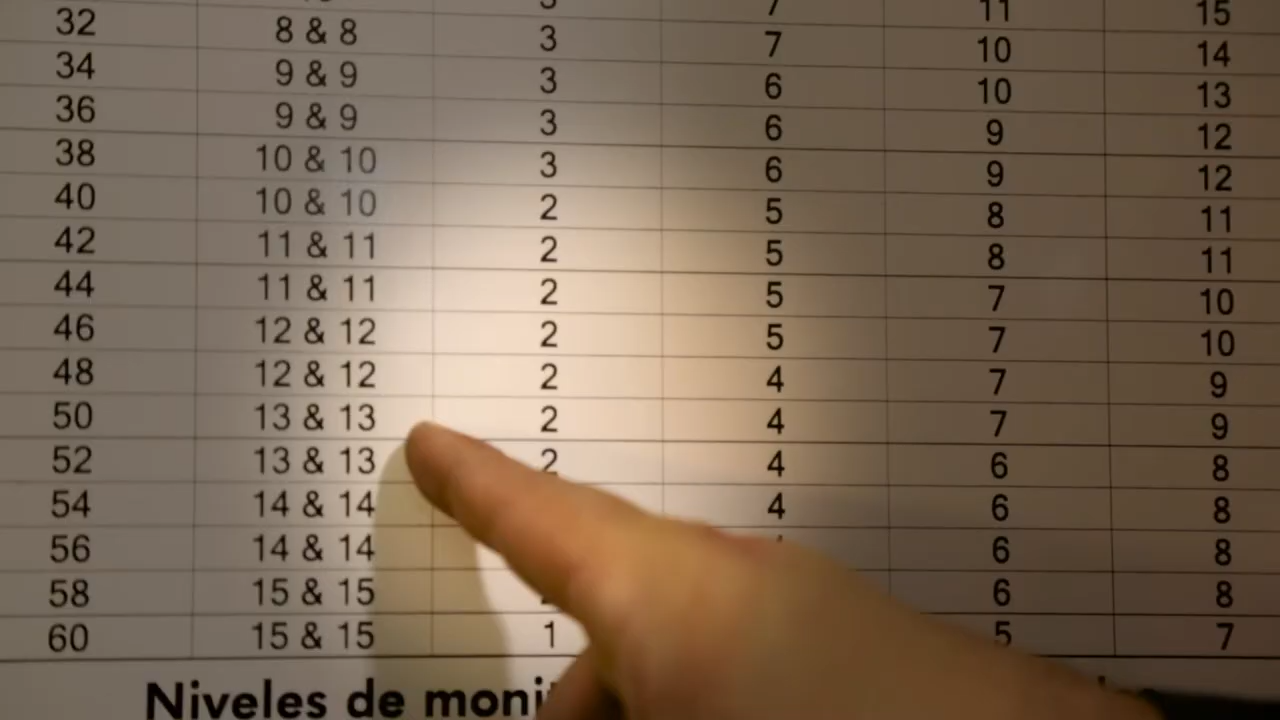 7 11 15
32 8 & 8 3 7 10 14
34 9 & 9 3 6 10 13
36 9 & 9 3 6 9 12
38 10 & 10 3 6 9 12
40 10 & 10 2 5 8 11
42 11 & 11 2 5 8 11
44 11 & 11 2 5 7 10
46 12 & 12 2 5 7 10
48 12 & 12 2 4 7 9
50 13 & 13 2 4 7 9
52 13 & 13 2 4 6 8
54 14 & 14 4 6 8
56 14 & 14 6 8
58 15 & 15 6 8
60 15 & 15 1 5 7
Niveles de moni